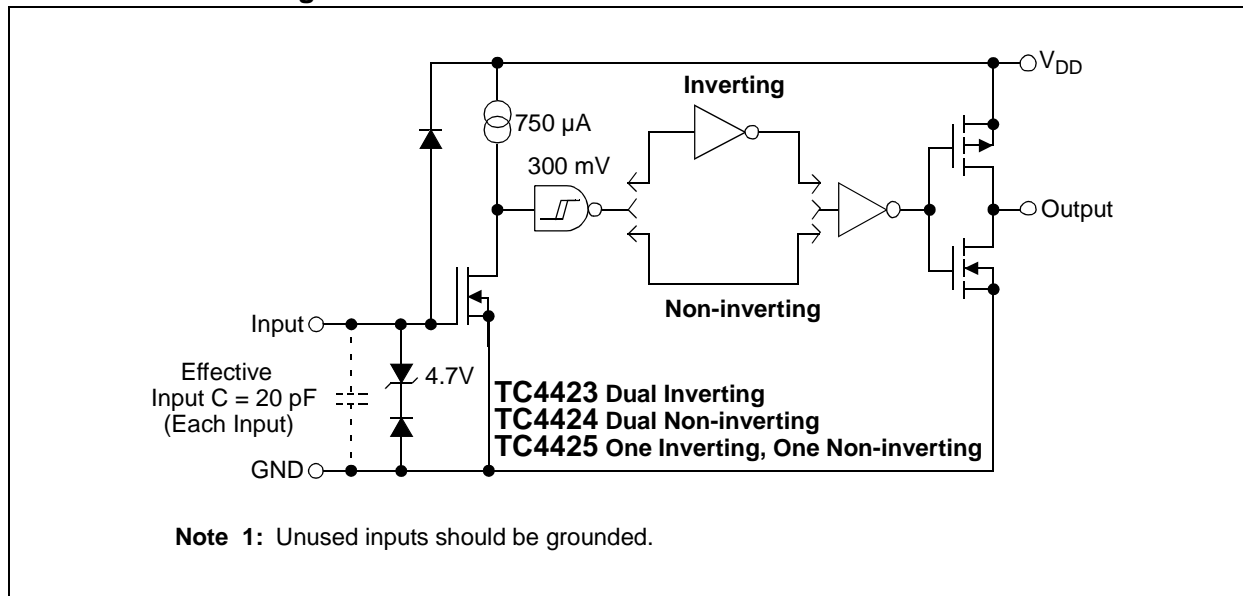 V_DD
Inverting
750 µA
300 mV
Output
Non-inverting
Input
4.7V
Effective
Input C = 20 pF
(Each Input)
TC4423 Dual Inverting
TC4424 Dual Non-inverting
TC4425 One Inverting, One Non-inverting
GND
Note 1: Unused inputs should be grounded.